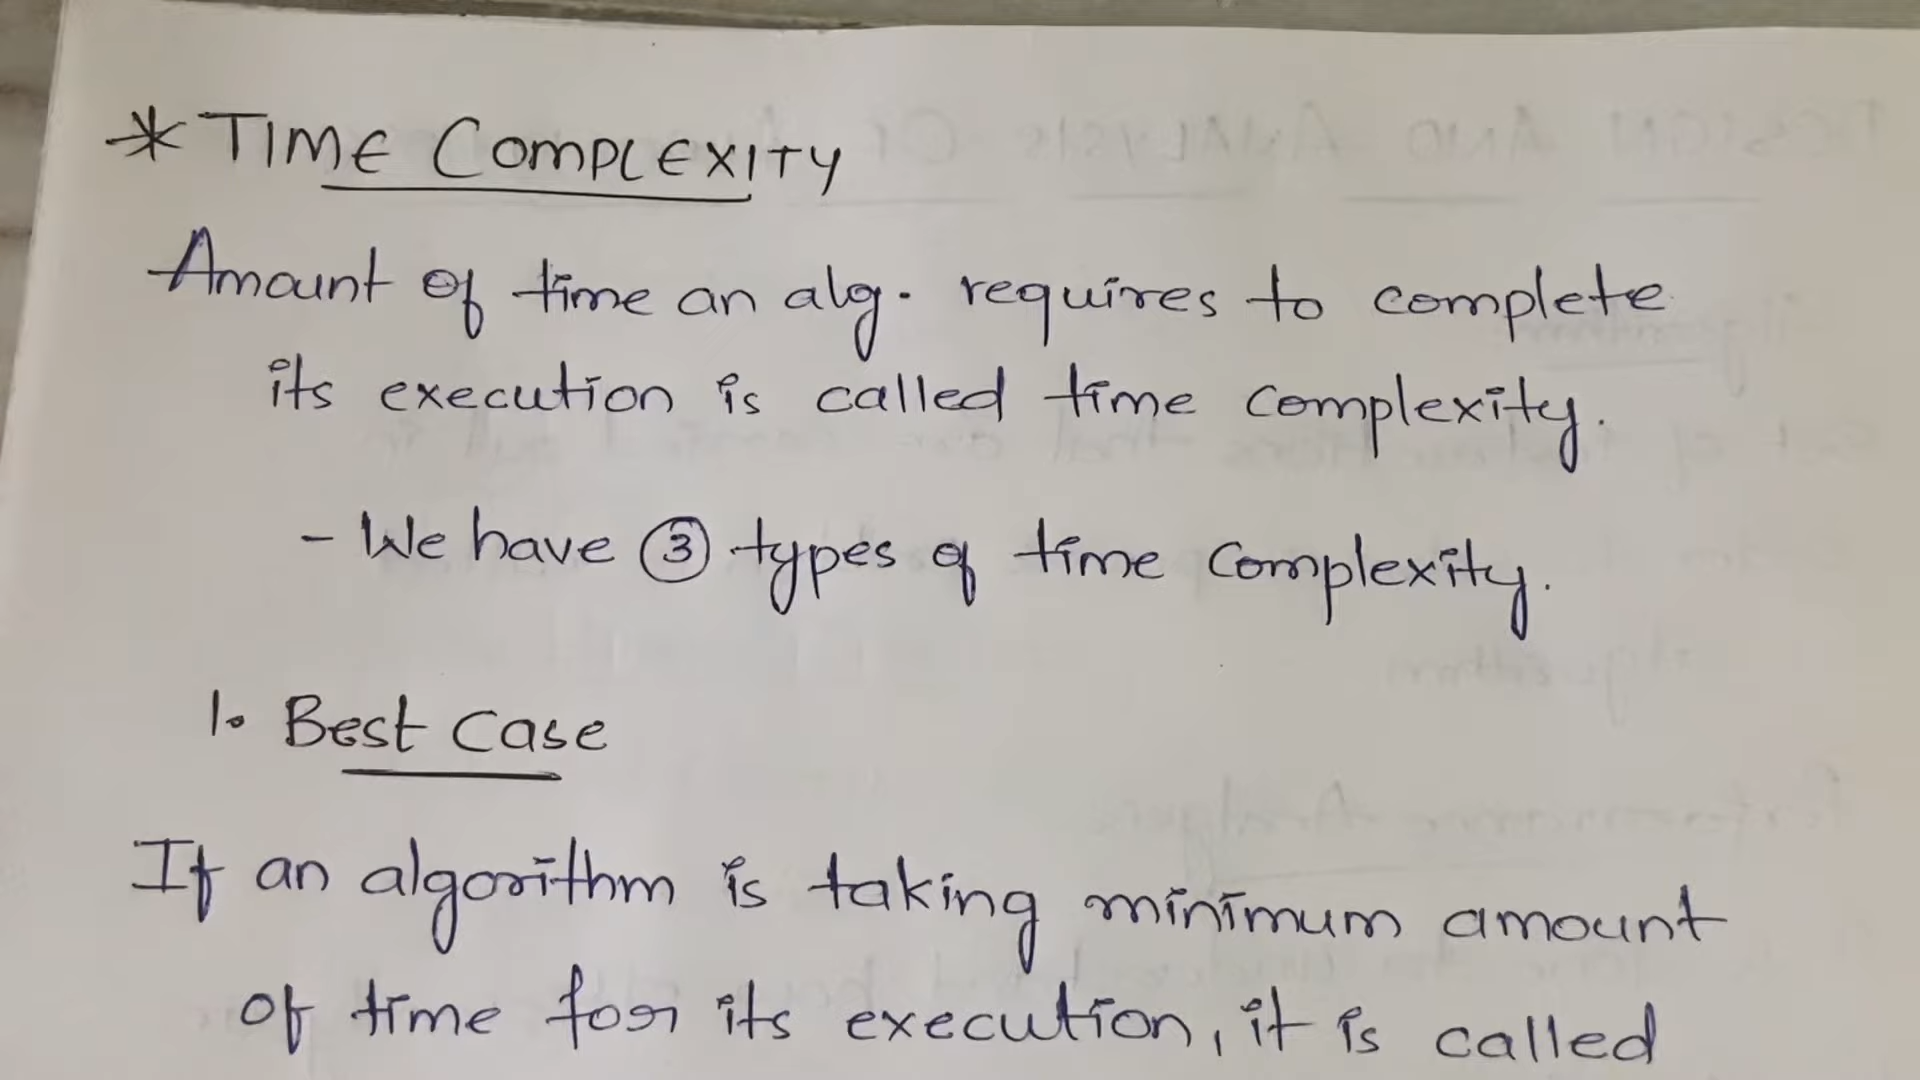 * TIME COMPLEXITY
Amount of time an alg. requires to complete
its execution is called time complexity.
- We have 3 types of time complexity.
1. Best Case
If an algorithm is taking minimum amount
of time for its execution, it is called